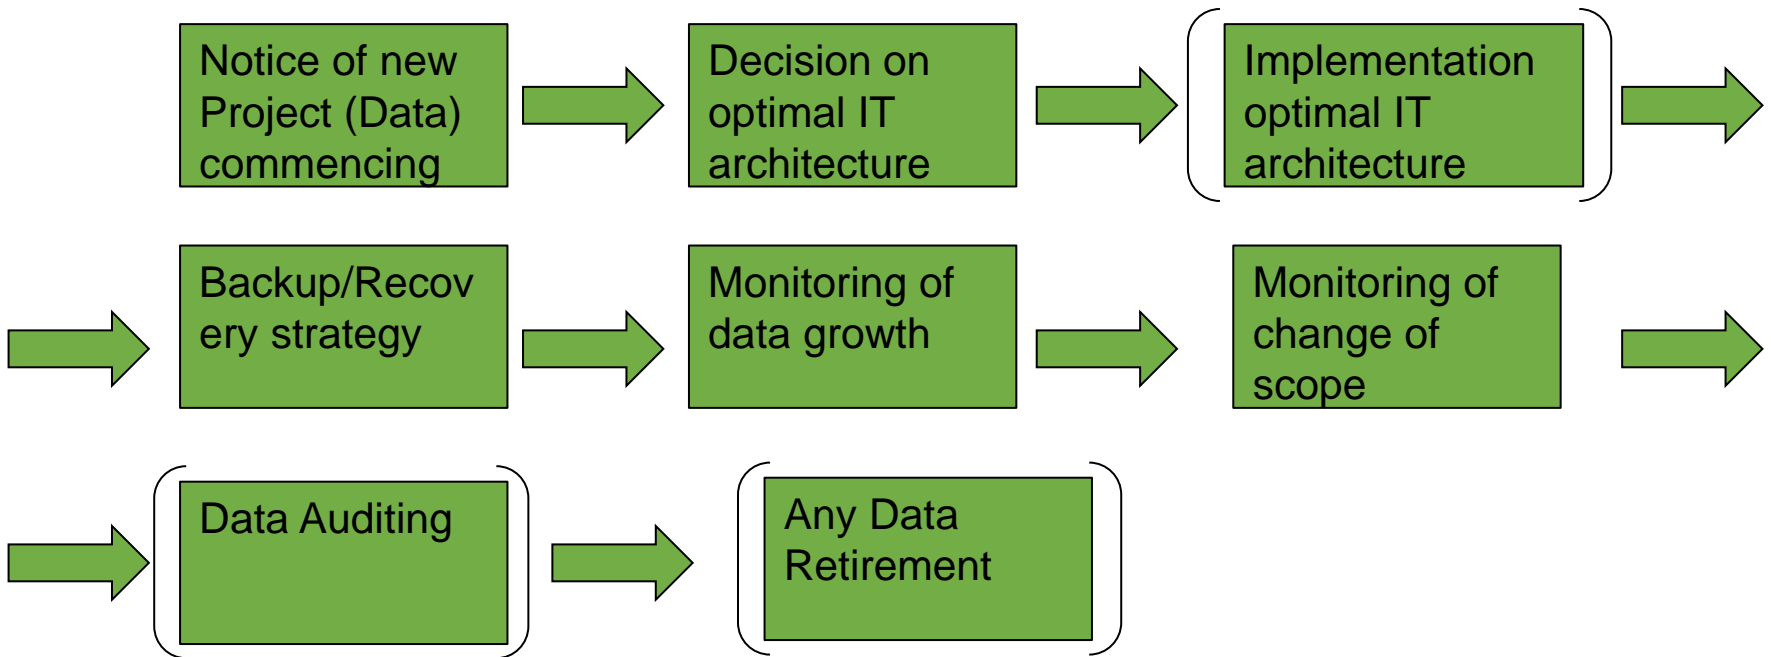 Notice of new
Project (Data)
commencing
Decision on
optimal IT
architecture
Implementation
optimal IT
architecture
Backup/Recov
ery strategy
Monitoring of
data growth
Monitoring of
change of
scope
Data Auditing
Any Data
Retirement